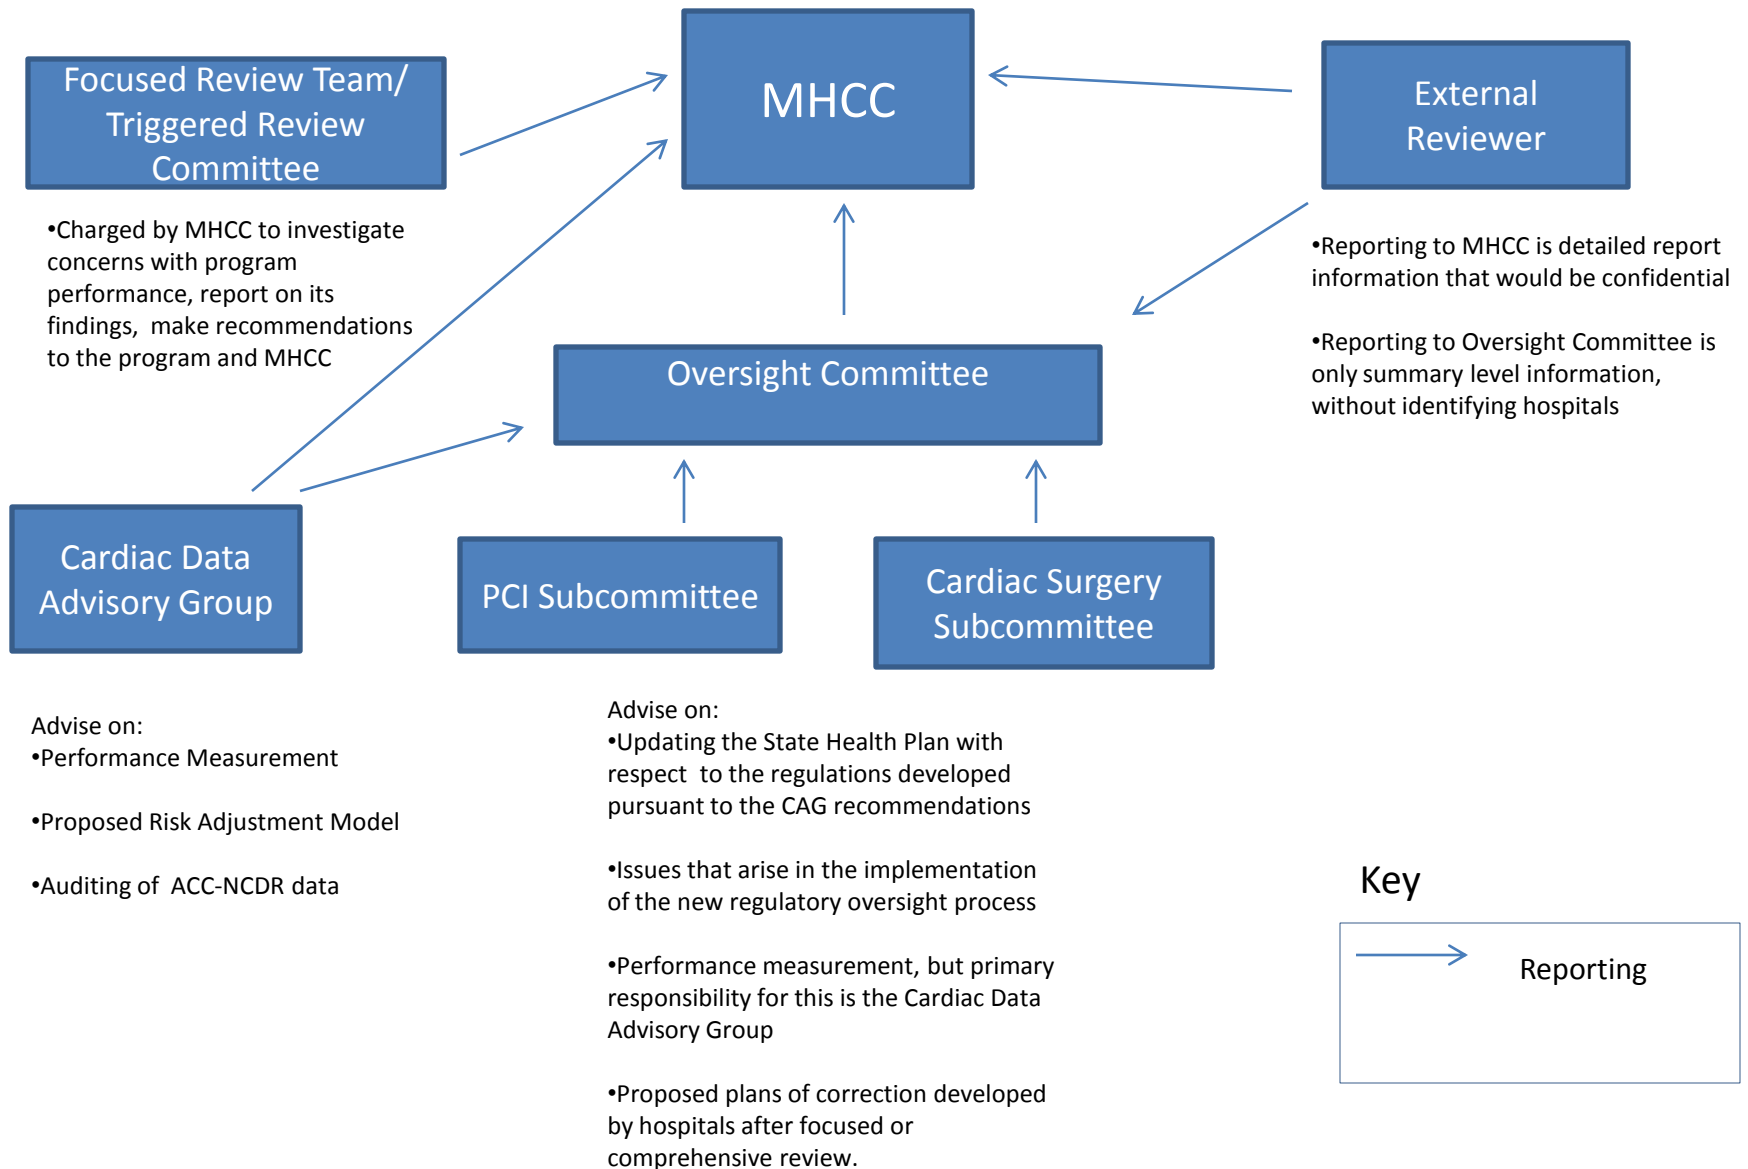 Focused Review Team/
Triggered Review
Committee
MHCC
External
Reviewer
•Charged by MHCC to investigate
concerns with program
performance, report on its
findings,  make recommendations
to the program and MHCC
•Reporting to MHCC is detailed report
information that would be confidential
•Reporting to Oversight Committee is
only summary level information,
without identifying hospitals
Oversight Committee
Cardiac Data
Advisory Group
PCI Subcommittee
Cardiac Surgery
Subcommittee
Advise on:
•Performance Measurement
•Proposed Risk Adjustment Model
•Auditing of  ACC-NCDR data
Advise on:
•Updating the State Health Plan with
respect  to the regulations developed
pursuant to the CAG recommendations
•Issues that arise in the implementation
of the new regulatory oversight process
•Performance measurement, but primary
responsibility for this is the Cardiac Data
Advisory Group
•Proposed plans of correction developed
by hospitals after focused or
comprehensive review.
Key
Reporting